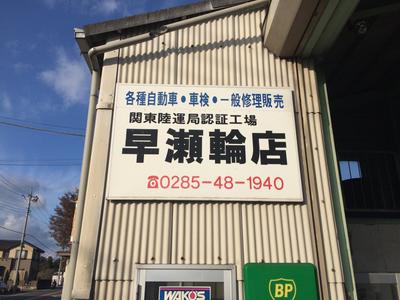 各種自動車・車検・一般修理販売
関東陸運局認証工場
早瀬輪店
☎0285-48-1940
WAKO'S
BP